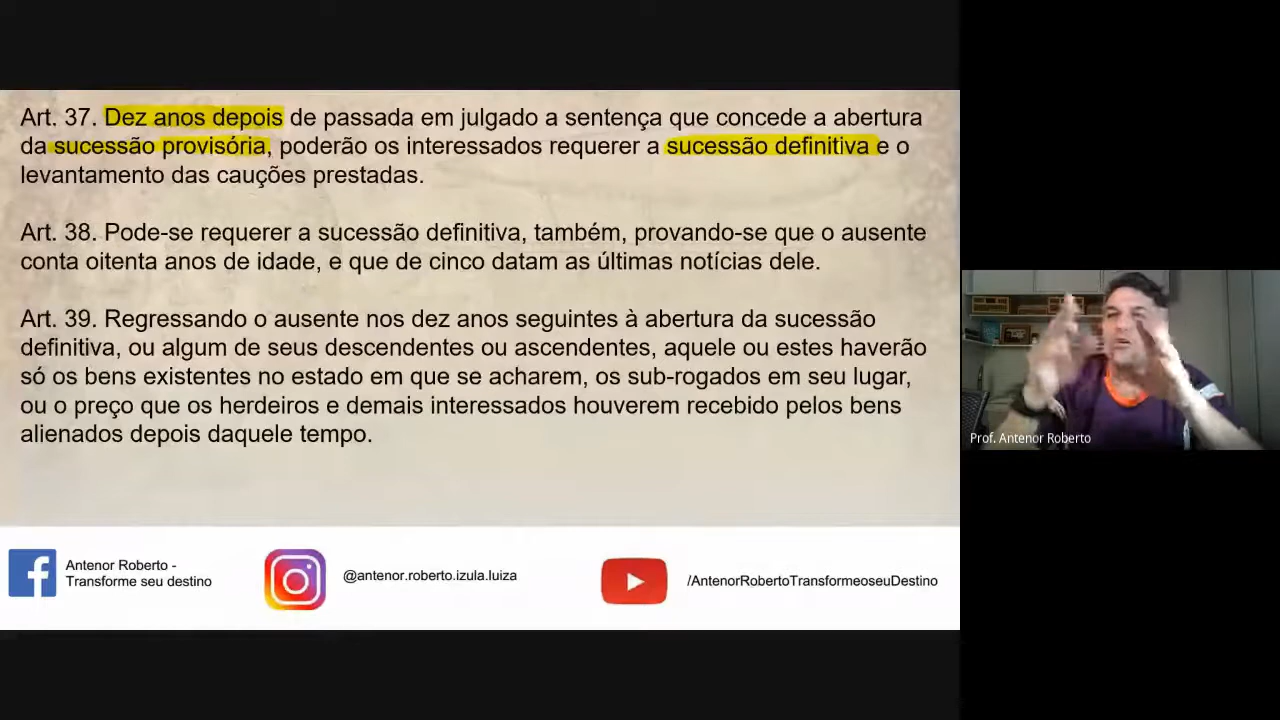 Art. 37. Dez anos depois de passada em julgado a sentença que concede a abertura
da sucessão provisória, poderão os interessados requerer a sucessão definitiva e o
levantamento das cauções prestadas.
Art. 38. Pode-se requerer a sucessão definitiva, também, provando-se que o ausente
conta oitenta anos de idade, e que de cinco datam as últimas notícias dele.
Art. 39. Regressando o ausente nos dez anos seguintes à abertura da sucessão
definitiva, ou algum de seus descendentes ou ascendentes, aquele ou estes haverão
só os bens existentes no estado em que se acharem, os sub-rogados em seu lugar,
ou o preço que os herdeiros e demais interessados houverem recebido pelos bens
alienados depois daquele tempo.
Prof. Antenor Roberto
Antenor Roberto -
Transforme seu destino
@antenor.roberto.izula.luiza
/AntenorRobertoTransformeoseuDestino